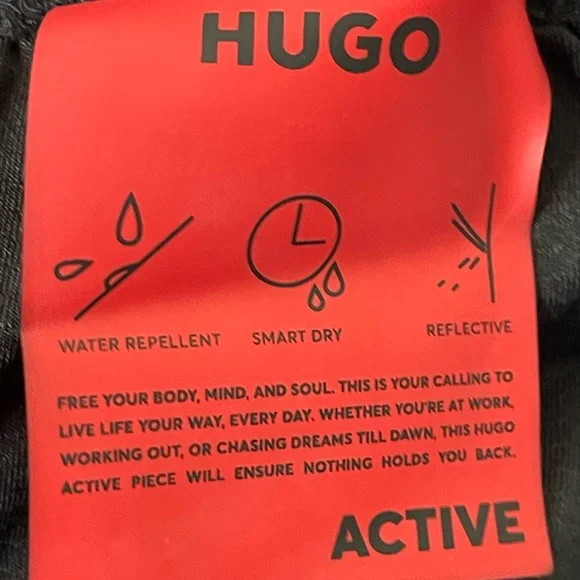 HUGO
WATER REPELLENT SMART DRY REFLECTIVE
FREE YOUR BODY, MIND, AND SOUL. THIS IS YOUR CALLING TO
LIVE LIFE YOUR WAY, EVERY DAY. WHETHER YOU'RE AT WORK,
WORKING OUT, OR CHASING DREAMS TILL DAWN, THIS HUGO
ACTIVE PIECE WILL ENSURE NOTHING HOLDS YOU BACK.
ACTIVE